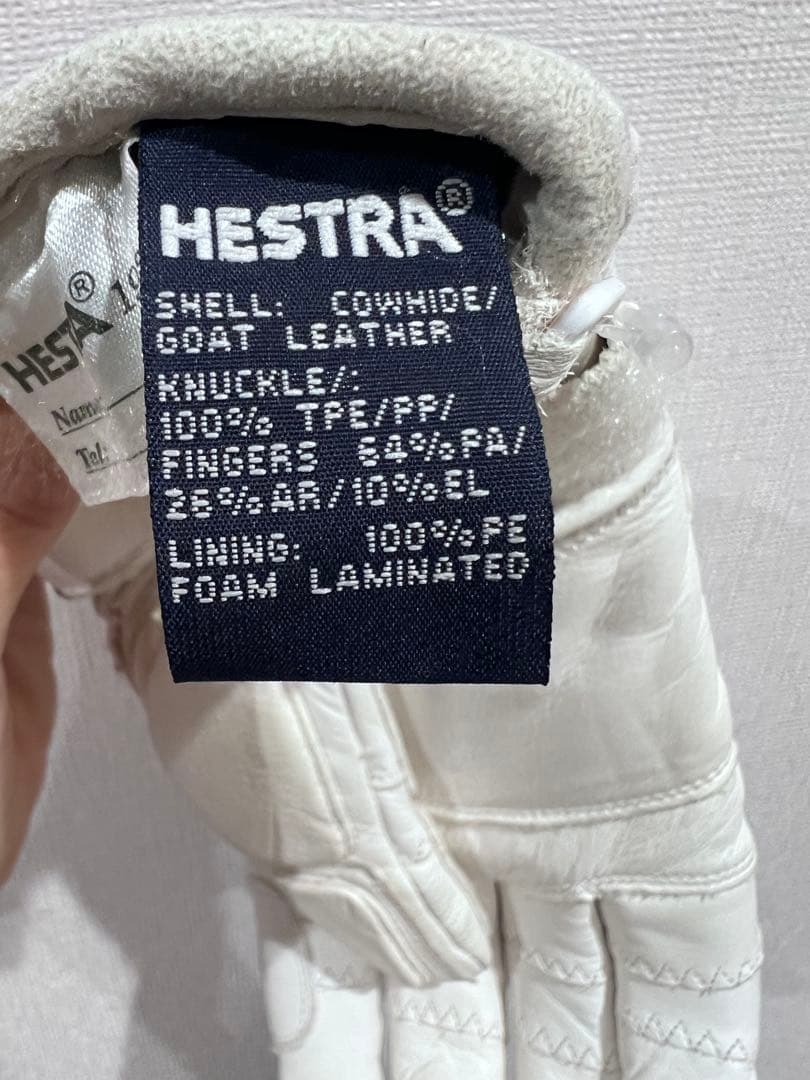 HESTRA®
SHELL: COWHIDE/
GOAT LEATHER
KNUCKLE/:
100% TPE/PP/
FINGERS 64%PA/
26%AR/10%EL
LINING: 100%PE
FOAM LAMINATED
®
Tel: